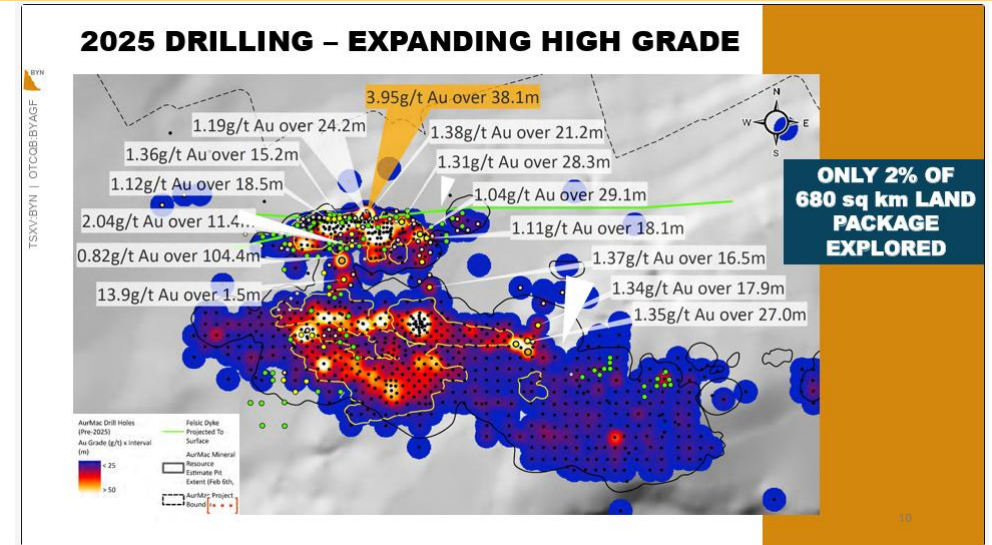 2025 DRILLING – EXPANDING HIGH GRADE
BYN
TSXV:BYN | OTCQB:BYAGF
3.95g/t Au over 38.1m
1.19g/t Au over 24.2m
1.38g/t Au over 21.2m
1.36g/t Au over 15.2m
1.31g/t Au over 28.3m
1.12g/t Au over 18.5m
1.04g/t Au over 29.1m
2.04g/t Au over 11.4...
1.11g/t Au over 18.1m
0.82g/t Au over 104.4m
1.37g/t Au over 16.5m
13.9g/t Au over 1.5m
1.34g/t Au over 17.9m
1.35g/t Au over 27.0m
N
W
E
S
ONLY 2% OF
680 sq km LAND
PACKAGE
EXPLORED
AurMac Drill Holes
(Pre-2025)
Au Grade (g/t) x Interval
(m)
< 25
> 50
Felsic Dyke
Projected To
Surface
AurMac Mineral
Resource
Estimate Pit
Extent (Feb 6th,
AurMac Project
10